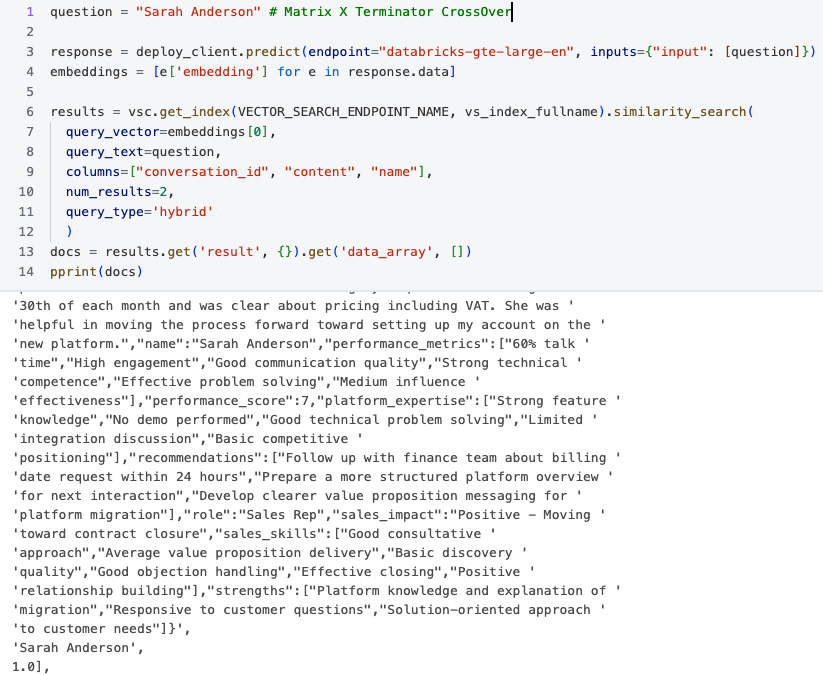 1 question = "Sarah Anderson" # Matrix X Terminator CrossOver
2
3 response = deploy_client.predict(endpoint="databricks-gte-large-en", inputs={"input": [question]})
4 embeddings = [e['embedding'] for e in response.data]
5
6 results = vsc.get_index(VECTOR_SEARCH_ENDPOINT_NAME, vs_index_fullname).similarity_search(
7 query_vector=embeddings[0],
8 query_text=question,
9 columns=["conversation_id", "content", "name"],
10 num_results=2,
11 query_type='hybrid'
12 )
13 docs = results.get('result', {}).get('data_array', [])
14 pprint(docs)
'30th of each month and was clear about pricing including VAT. She was '
'helpful in moving the process forward toward setting up my account on the '
'new platform.","name":"Sarah Anderson","performance_metrics":["60% talk '
'time","High engagement","Good communication quality","Strong technical '
'competence","Effective problem solving","Medium influence '
'effectiveness"],"performance_score":7,"platform_expertise":["Strong feature '
'knowledge","No demo performed","Good technical problem solving","Limited '
'integration discussion","Basic competitive '
'positioning"],"recommendations":["Follow up with finance team about billing '
'date request within 24 hours","Prepare a more structured platform overview '
'for next interaction","Develop clearer value proposition messaging for '
'platform migration"],"role":"Sales Rep","sales_impact":"Positive – Moving '
'toward contract closure","sales_skills":["Good consultative '
'approach","Average value proposition delivery","Basic discovery '
'quality","Good objection handling","Effective closing","Positive '
'relationship building"],"strengths":["Platform knowledge and explanation of '
'migration","Responsive to customer questions","Solution-oriented approach '
'to customer needs"]}',
'Sarah Anderson',
1.0],